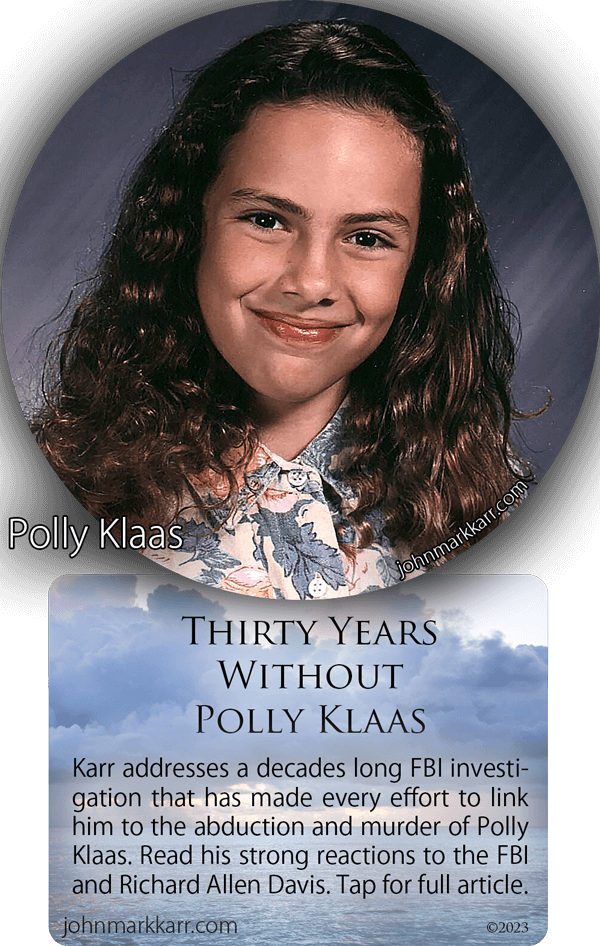 Polly Klaas
johnmarkkarr.com
THIRTY YEARS
WITHOUT
POLLY KLAAS
Karr addresses a decades long FBI investi-
gation that has made every effort to link
him to the abduction and murder of Polly
Klaas. Read his strong reactions to the FBI
and Richard Allen Davis. Tap for full article.
johnmarkkarr.com
©2023